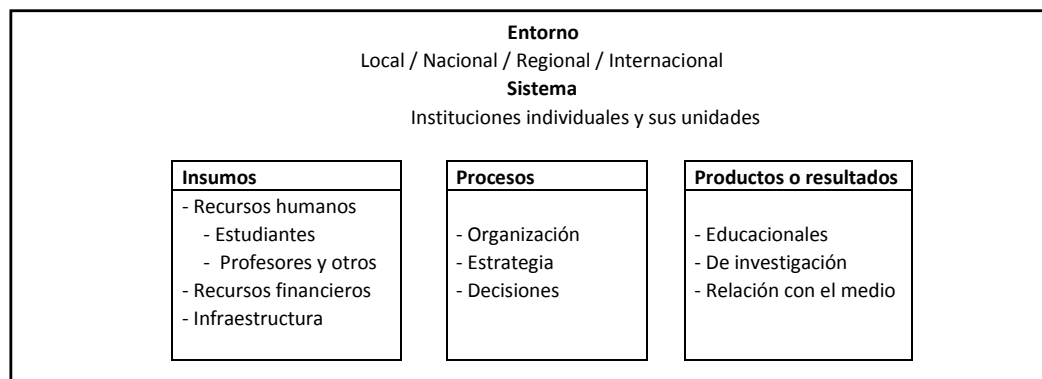 Entorno
Local / Nacional / Regional / Internacional
Sistema
Instituciones individuales y sus unidades
Insumos
- Recursos humanos
- Estudiantes
- Profesores y otros
- Recursos financieros
- Infraestructura
Procesos
- Organización
- Estrategia
- Decisiones
Productos o resultados
- Educacionales
- De investigación
- Relación con el medio